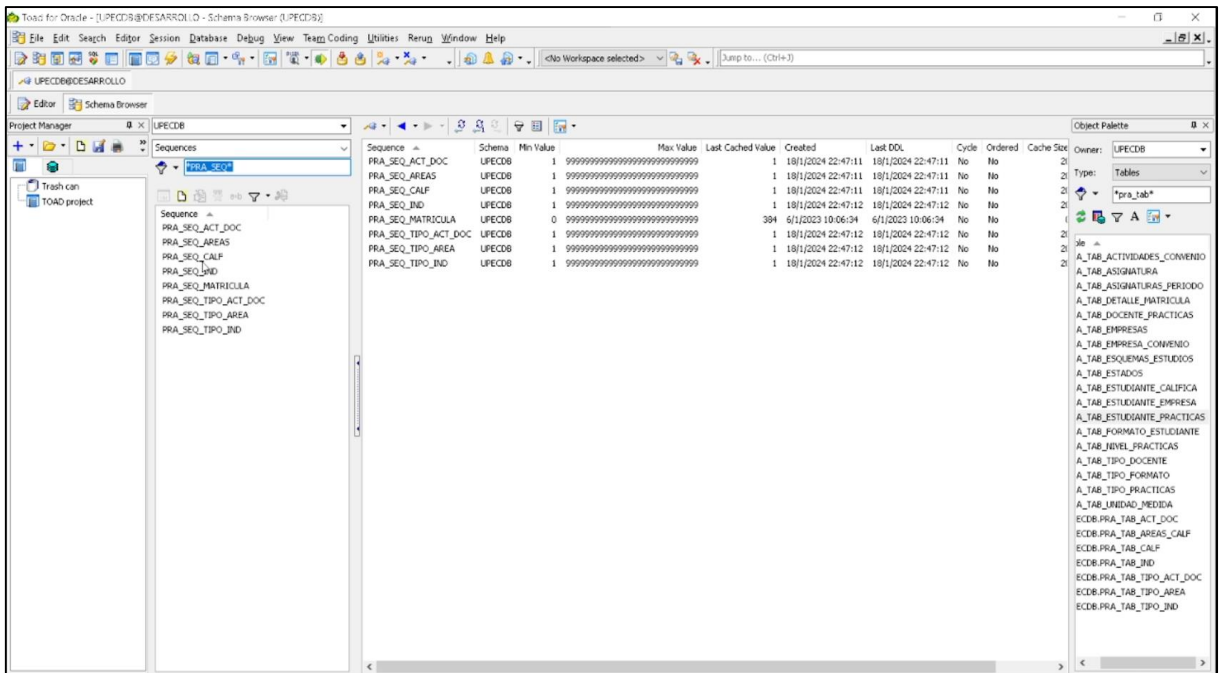 Toad for Oracle - [UPECDB@DESARROLLO - Schema Browser (UPECDB)]
File Edit Search Editor Session Database Debug View Team Coding Utilities Rerun Window Help
<No Workspace selected> Jump to... (Ctrl+J)
UPECDB@DESARROLLO
Editor Schema Browser
Project Manager
Trash can
TOAD project
UPECDB
Sequences
*PRA_SEQ*
Sequence
PRA_SEQ_ACT_DOC
PRA_SEQ_AREAS
PRA_SEQ_CALF
PRA_SEQ_IND
PRA_SEQ_MATRICULA
PRA_SEQ_TIPO_ACT_DOC
PRA_SEQ_TIPO_AREA
PRA_SEQ_TIPO_IND
Sequence Schema Min Value Max Value Last Cached Value Created Last DDL Cycle Ordered Cache Size
PRA_SEQ_ACT_DOC UPECDB 1 9999999999999999999999999999 1 18/1/2024 22:47:11 18/1/2024 22:47:11 No No 20
PRA_SEQ_AREAS UPECDB 1 9999999999999999999999999999 1 18/1/2024 22:47:11 18/1/2024 22:47:11 No No 20
PRA_SEQ_CALF UPECDB 1 9999999999999999999999999999 1 18/1/2024 22:47:11 18/1/2024 22:47:11 No No 20
PRA_SEQ_IND UPECDB 1 9999999999999999999999999999 1 18/1/2024 22:47:12 18/1/2024 22:47:12 No No 20
PRA_SEQ_MATRICULA UPECDB 0 9999999999999999999999999999 384 6/1/2023 10:06:34 6/1/2023 10:06:34 No No
PRA_SEQ_TIPO_ACT_DOC UPECDB 1 9999999999999999999999999999 1 18/1/2024 22:47:12 18/1/2024 22:47:12 No No 20
PRA_SEQ_TIPO_AREA UPECDB 1 9999999999999999999999999999 1 18/1/2024 22:47:12 18/1/2024 22:47:12 No No 20
PRA_SEQ_TIPO_IND UPECDB 1 9999999999999999999999999999 1 18/1/2024 22:47:12 18/1/2024 22:47:12 No No 20
Object Palette
Owner: UPECDB
Type: Tables
*pra_tab*
ble
A_TAB_ACTIVIDADES_CONVENIO
A_TAB_ASIGNATURA
A_TAB_ASIGNATURAS_PERIODO
A_TAB_DETALLE_MATRICULA
A_TAB_DOCENTE_PRACTICAS
A_TAB_EMPRESAS
A_TAB_EMPRESA_CONVENIO
A_TAB_ESQUEMAS_ESTUDIOS
A_TAB_ESTADOS
A_TAB_ESTUDIANTE_CALIFICA
A_TAB_ESTUDIANTE_EMPRESA
A_TAB_ESTUDIANTE_PRACTICAS
A_TAB_FORMATO_ESTUDIANTE
A_TAB_NIVEL_PRACTICAS
A_TAB_TIPO_DOCENTE
A_TAB_TIPO_FORMATO
A_TAB_TIPO_PRACTICAS
A_TAB_UNIDAD_MEDIDA
ECDB.PRA_TAB_ACT_DOC
ECDB.PRA_TAB_AREAS_CALF
ECDB.PRA_TAB_CALF
ECDB.PRA_TAB_IND
ECDB.PRA_TAB_TIPO_ACT_DOC
ECDB.PRA_TAB_TIPO_AREA
ECDB.PRA_TAB_TIPO_IND